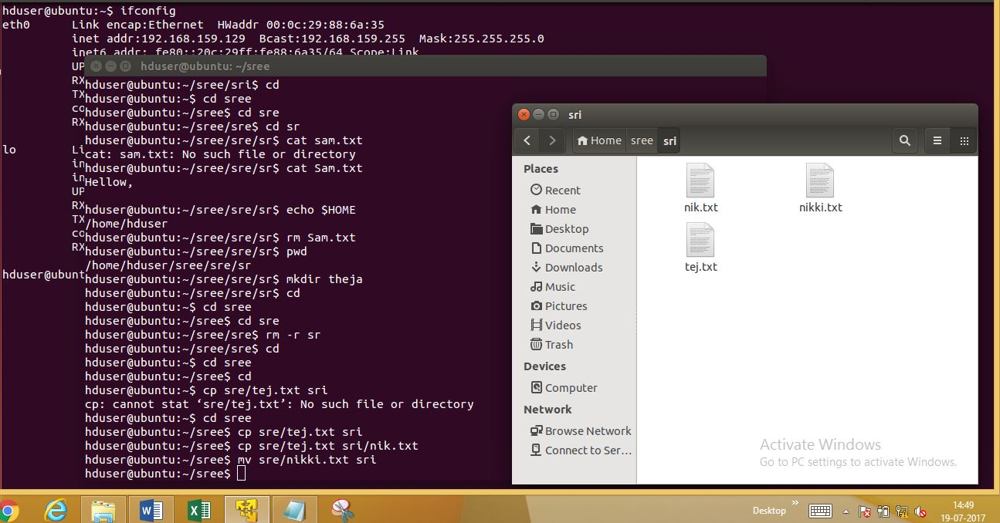 hduser@ubuntu:~$ ifconfig
eth0 Link encap:Ethernet HWaddr 00:0c:29:88:6a:35
inet addr:192.168.159.129 Bcast:192.168.159.255 Mask:255.255.255.0
inet6 addr: fe80::20c:29ff:fe88:6a35/64 Scope:Link
UP
RX
TX
co
RX
lo Li
in
in
UP
RX
TX
co
RX
hduser@ubunt
hduser@ubuntu: ~/sree
hduser@ubuntu:~/sree/sri$ cd
hduser@ubuntu:~$ cd sree
hduser@ubuntu:~/sree$ cd sre
hduser@ubuntu:~/sree/sre$ cd sr
hduser@ubuntu:~/sree/sre/sr$ cat sam.txt
cat: sam.txt: No such file or directory
hduser@ubuntu:~/sree/sre/sr$ cat Sam.txt
Hellow,
hduser@ubuntu:~/sree/sre/sr$ echo $HOME
/home/hduser
hduser@ubuntu:~/sree/sre/sr$ rm Sam.txt
hduser@ubuntu:~/sree/sre/sr$ pwd
/home/hduser/sree/sre/sr
hduser@ubuntu:~/sree/sre/sr$ mkdir theja
hduser@ubuntu:~/sree/sre/sr$ cd
hduser@ubuntu:~$ cd sree
hduser@ubuntu:~/sree$ cd sre
hduser@ubuntu:~/sree/sre$ rm -r sr
hduser@ubuntu:~/sree/sre$ cd
hduser@ubuntu:~$ cd sree
hduser@ubuntu:~/sree$ cd
hduser@ubuntu:~$ cp sre/tej.txt sri
cp: cannot stat ‘sre/tej.txt’: No such file or directory
hduser@ubuntu:~$ cd sree
hduser@ubuntu:~/sree$ cp sre/tej.txt sri
hduser@ubuntu:~/sree$ cp sre/tej.txt sri/nik.txt
hduser@ubuntu:~/sree$ mv sre/nikki.txt sri
hduser@ubuntu:~/sree$
sri
Home sree sri
Places
Recent
Home
Desktop
Documents
Downloads
Music
Pictures
Videos
Trash
Devices
Computer
Network
Browse Network
Connect to Ser...
nik.txt nikki.txt
tej.txt
Activate Windows
Go to PC settings to activate Windows.
Desktop
14:49
19-07-2017